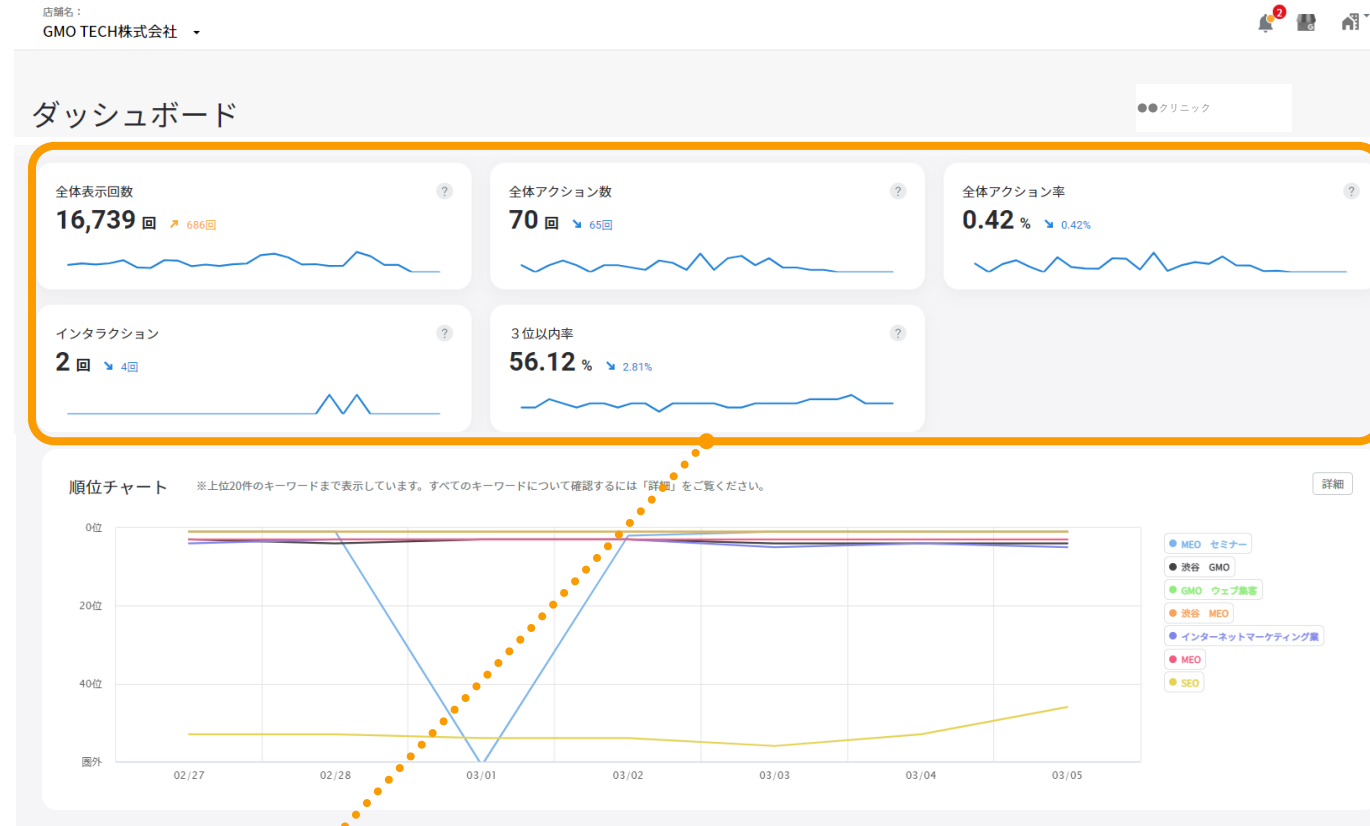 店舗名：
GMO TECH株式会社
2
ダッシュボード
●●クリニック
全体表示回数
?
16,739 回 686回
全体アクション数
?
70 回 65回
全体アクション率
?
0.42 % 0.42%
インタラクション
?
2 回 4回
３位以内率
?
56.12 % 2.81%
順位チャート ※上位20件のキーワードまで表示しています。すべてのキーワードについて確認するには「詳細」をご覧ください。
詳細
0位
20位
40位
圏外
02/27 02/28 03/01 03/02 03/03 03/04 03/05
MEO セミナー
渋谷 GMO
GMO ウェブ集客
渋谷 MEO
インターネットマーケティング業
MEO
SEO